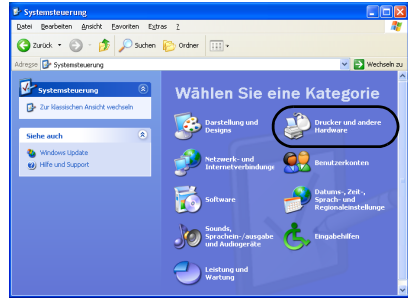 Systemsteuerung
Datei Bearbeiten Ansicht Favoriten Extras ?
Zurück Suchen Ordner
Adresse Systemsteuerung Wechseln zu
Systemsteuerung
Zur klassischen Ansicht wechseln
Siehe auch
Windows Update
Hilfe und Support
Wählen Sie eine Kategorie
Darstellung und
Designs
Drucker und andere
Hardware
Netzwerk- und
Internetverbindunge
Benutzerkonten
Software
Datums-, Zeit-,
Sprach- und
Regionaleinstellunge
Sounds,
Sprachein-/ausgabe
und Audiogeräte
Eingabehilfen
Leistung und
Wartung